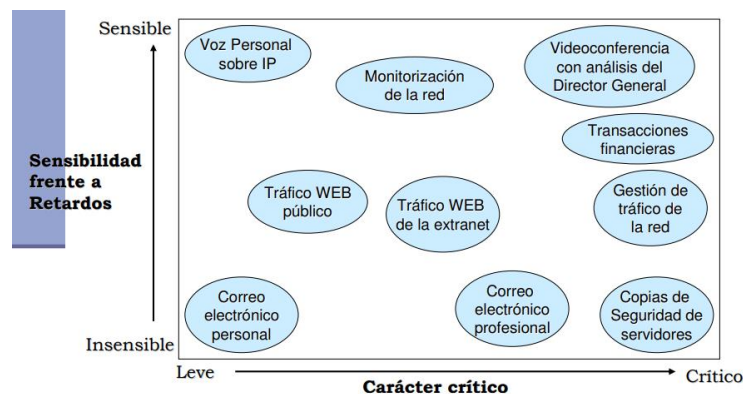 Sensible
Voz Personal
sobre IP
Monitorización
de la red
Videoconferencia
con análisis del
Director General
Transacciones
financieras
Sensibilidad
frente a
Retardos
Tráfico WEB
público
Tráfico WEB
de la extranet
Gestión de
tráfico de
la red
Correo
electrónico
personal
Correo
electrónico
profesional
Copias de
Seguridad de
servidores
Insensible
Leve
Carácter crítico
Crítico